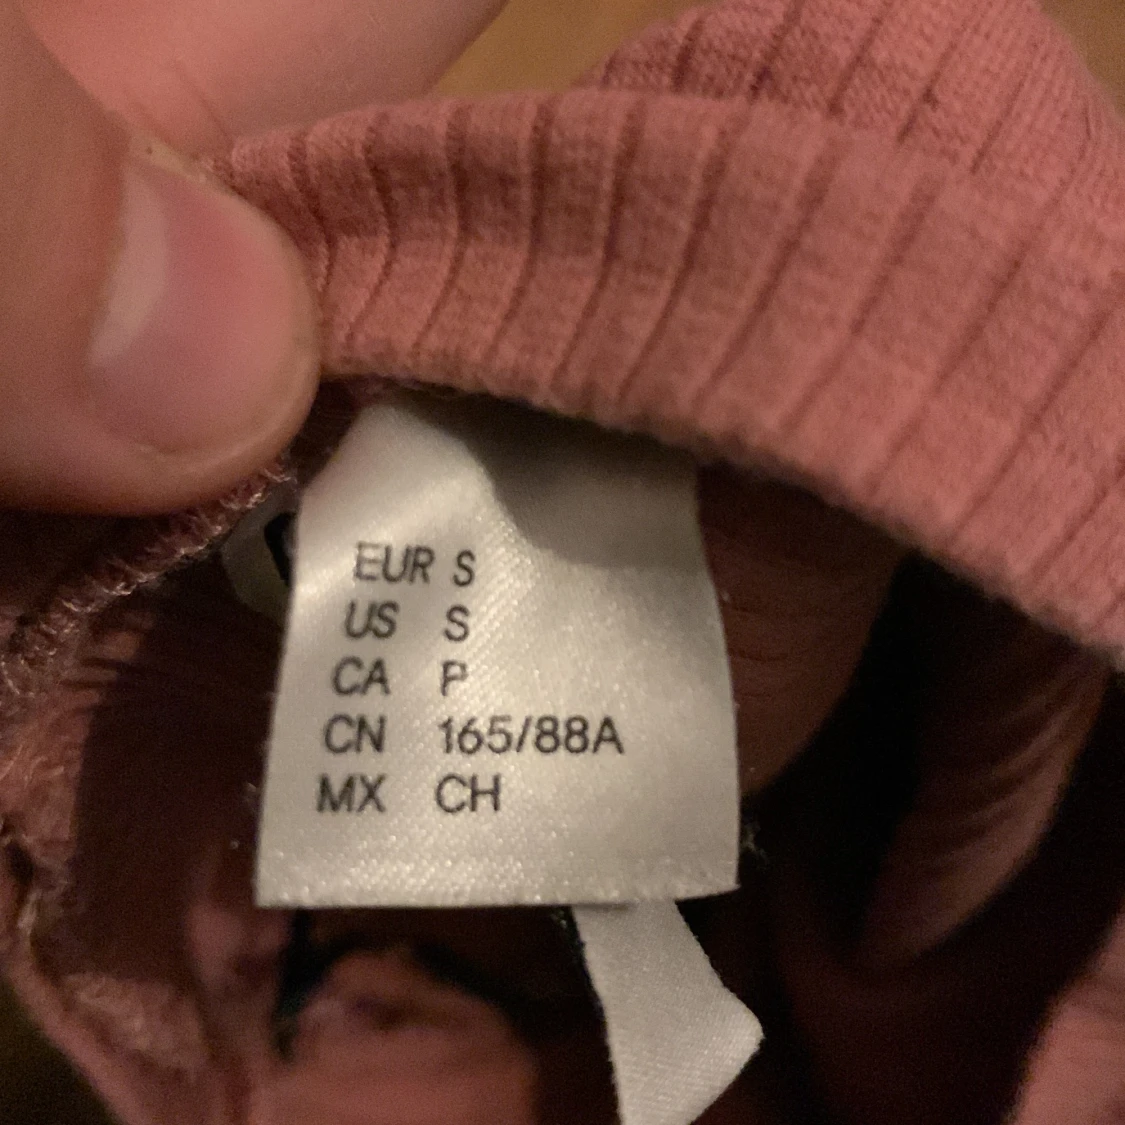 EUR S
US S
CA P
CN 165/88A
MX CH